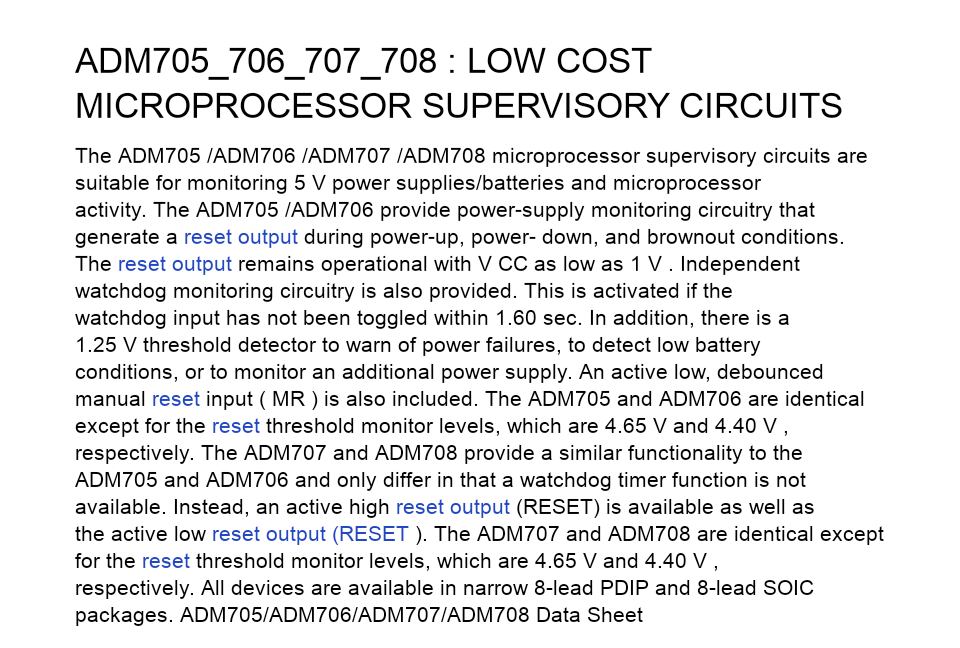 ADM705_706_707_708 : LOW COST
MICROPROCESSOR SUPERVISORY CIRCUITS
The ADM705 /ADM706 /ADM707 /ADM708 microprocessor supervisory circuits are
suitable for monitoring 5 V power supplies/batteries and microprocessor
activity. The ADM705 /ADM706 provide power-supply monitoring circuitry that
generate a reset output during power-up, power- down, and brownout conditions.
The reset output remains operational with V CC as low as 1 V . Independent
watchdog monitoring circuitry is also provided. This is activated if the
watchdog input has not been toggled within 1.60 sec. In addition, there is a
1.25 V threshold detector to warn of power failures, to detect low battery
conditions, or to monitor an additional power supply. An active low, debounced
manual reset input ( MR ) is also included. The ADM705 and ADM706 are identical
except for the reset threshold monitor levels, which are 4.65 V and 4.40 V ,
respectively. The ADM707 and ADM708 provide a similar functionality to the
ADM705 and ADM706 and only differ in that a watchdog timer function is not
available. Instead, an active high reset output (RESET) is available as well as
the active low reset output (RESET ). The ADM707 and ADM708 are identical except
for the reset threshold monitor levels, which are 4.65 V and 4.40 V ,
respectively. All devices are available in narrow 8-lead PDIP and 8-lead SOIC
packages. ADM705/ADM706/ADM707/ADM708 Data Sheet